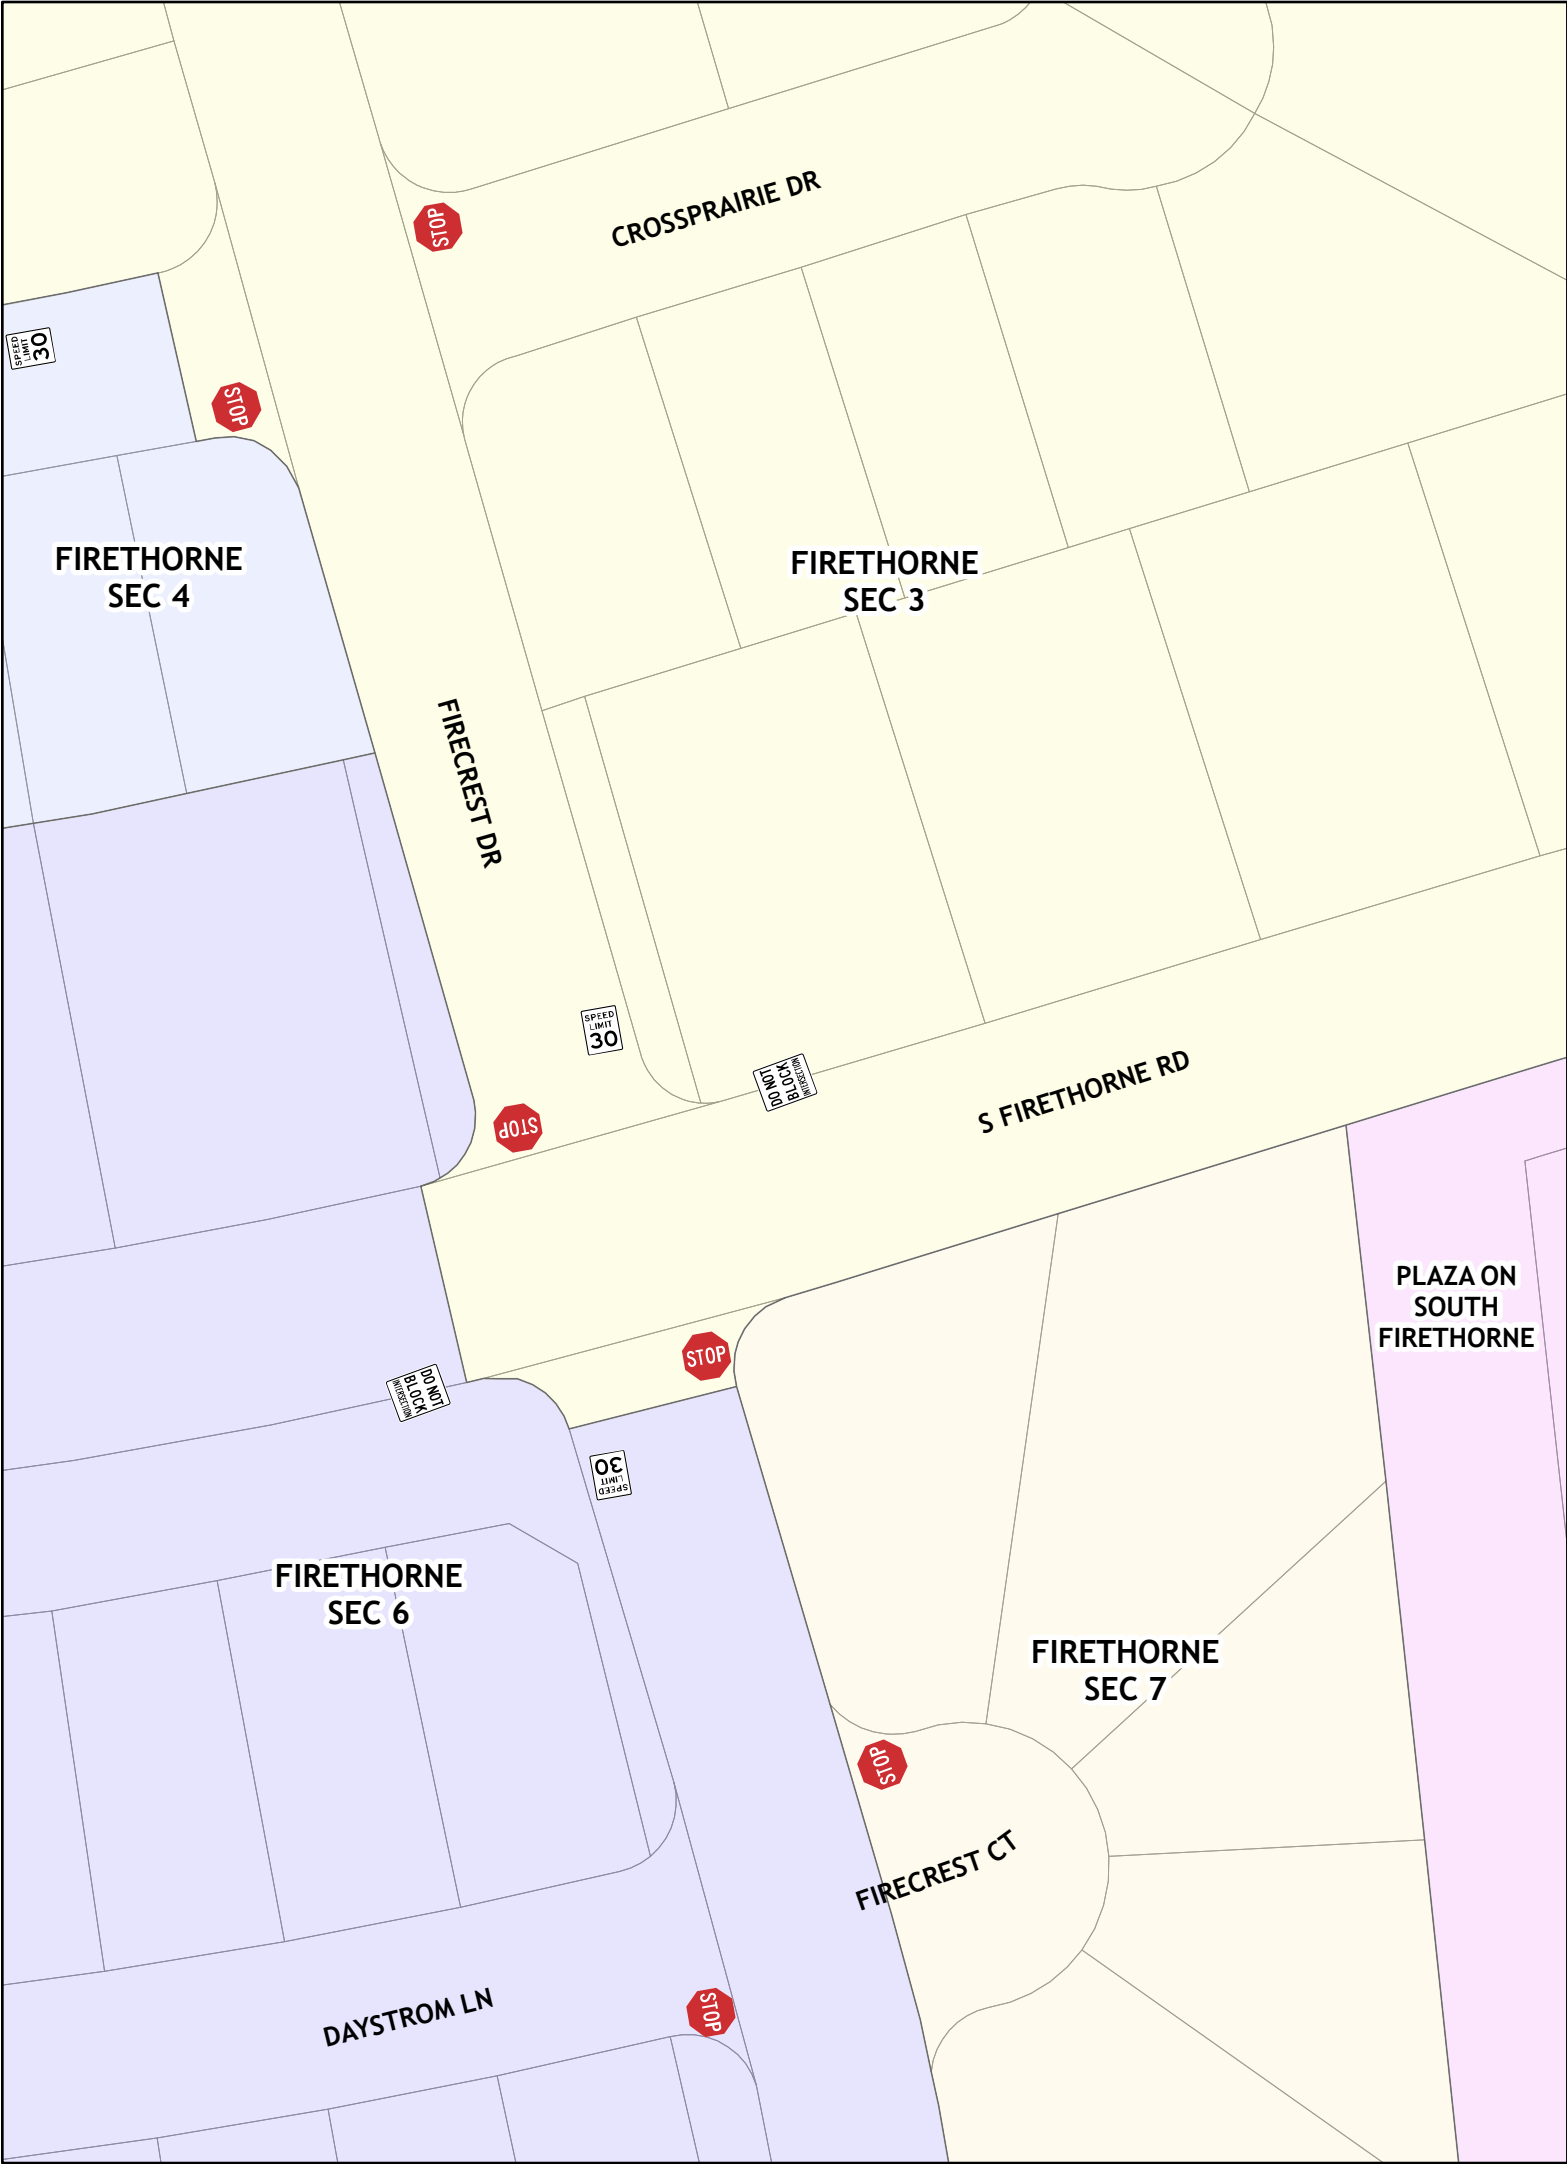 CROSSPRAIRIE DR
STOP
SPEED
LIMIT
30
STOP
FIRETHORNE
SEC 4
FIRETHORNE
SEC 3
FIRECREST DR
SPEED
LIMIT
30
DO NOT
BLOCK
INTERSECTION
S FIRETHORNE RD
STOP
PLAZA ON
SOUTH
FIRETHORNE
STOP
DO NOT
BLOCK
INTERSECTION
SPEED
LIMIT
30
FIRETHORNE
SEC 6
FIRETHORNE
SEC 7
STOP
FIRECREST CT
STOP
DAYSTROM LN